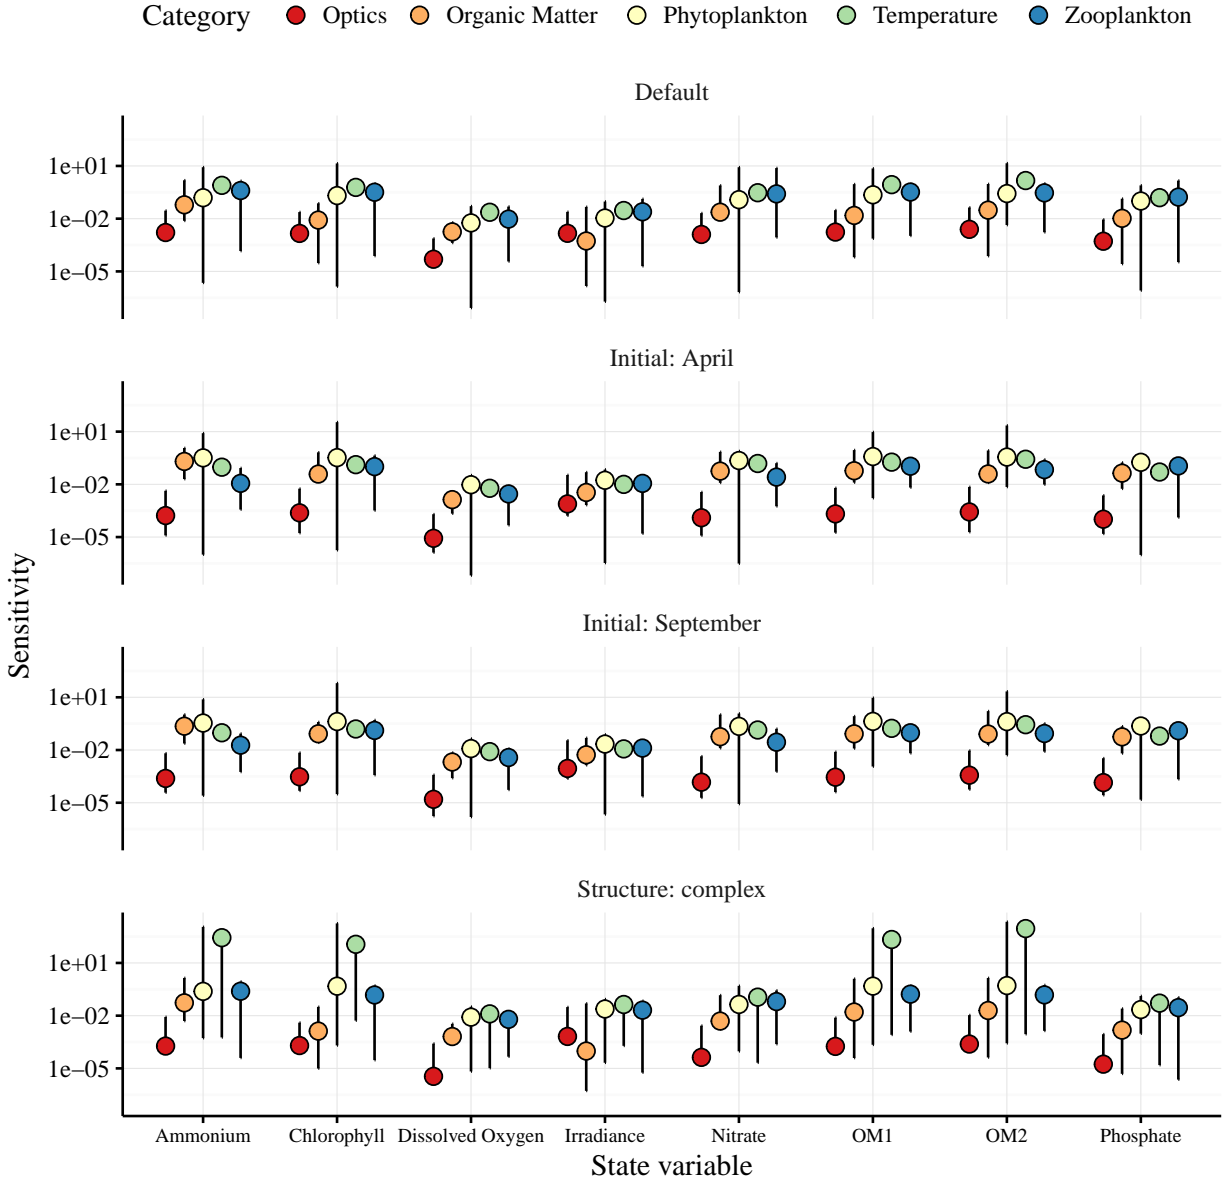 Category Optics Organic Matter Phytoplankton Temperature Zooplankton
Default
1e+01
1e−02
1e−05
Initial: April
1e+01
1e−02
1e−05
Initial: September
1e+01
1e−02
1e−05
Structure: complex
1e+01
1e−02
1e−05
Sensitivity
Ammonium Chlorophyll Dissolved Oxygen Irradiance Nitrate OM1 OM2 Phosphate
State variable